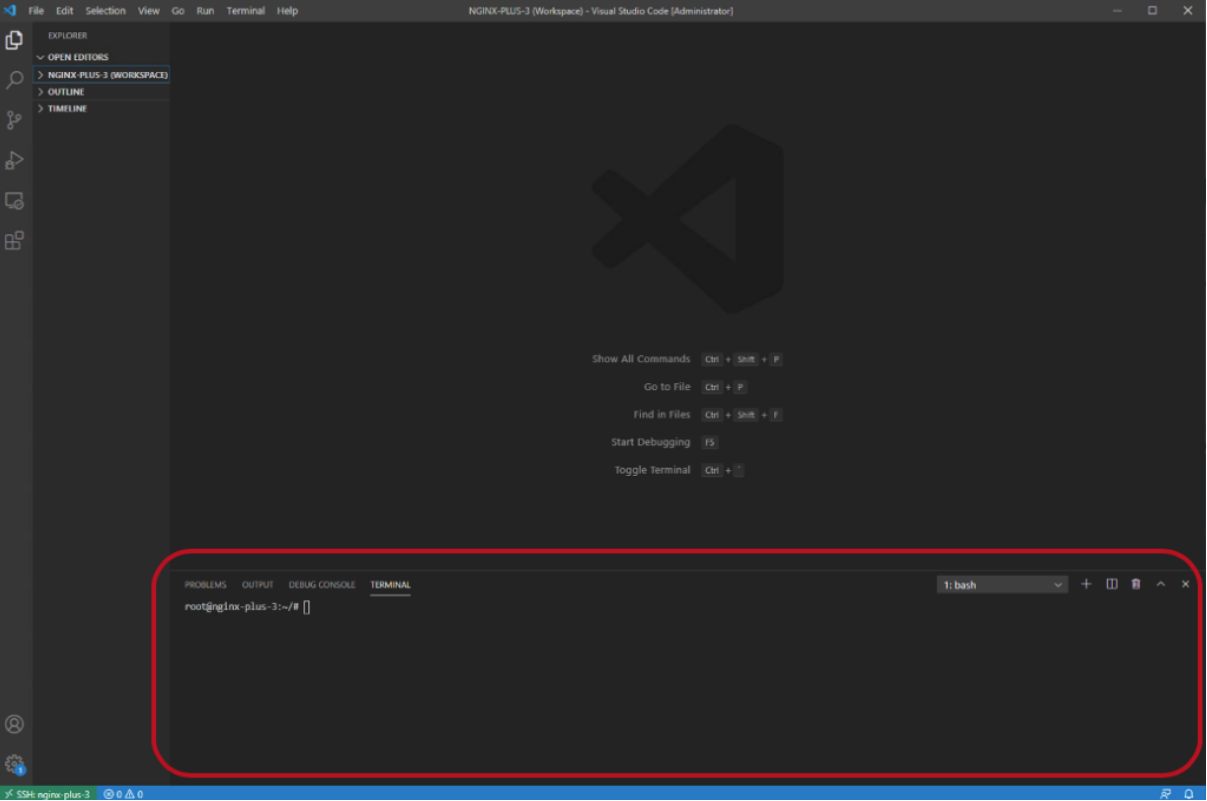 File Edit Selection View Go Run Terminal Help NGINX-PLUS-3 (Workspace) - Visual Studio Code [Administrator]
EXPLORER
OPEN EDITORS
NGINX-PLUS-3 (WORKSPACE)
OUTLINE
TIMELINE
Show All Commands Ctrl + Shift + P
Go to File Ctrl + P
Find in Files Ctrl + Shift + F
Start Debugging F5
Toggle Terminal Ctrl + `
PROBLEMS OUTPUT DEBUG CONSOLE TERMINAL 1: bash
root@nginx-plus-3:~/#
1
SSH: nginx-plus-3 0 0